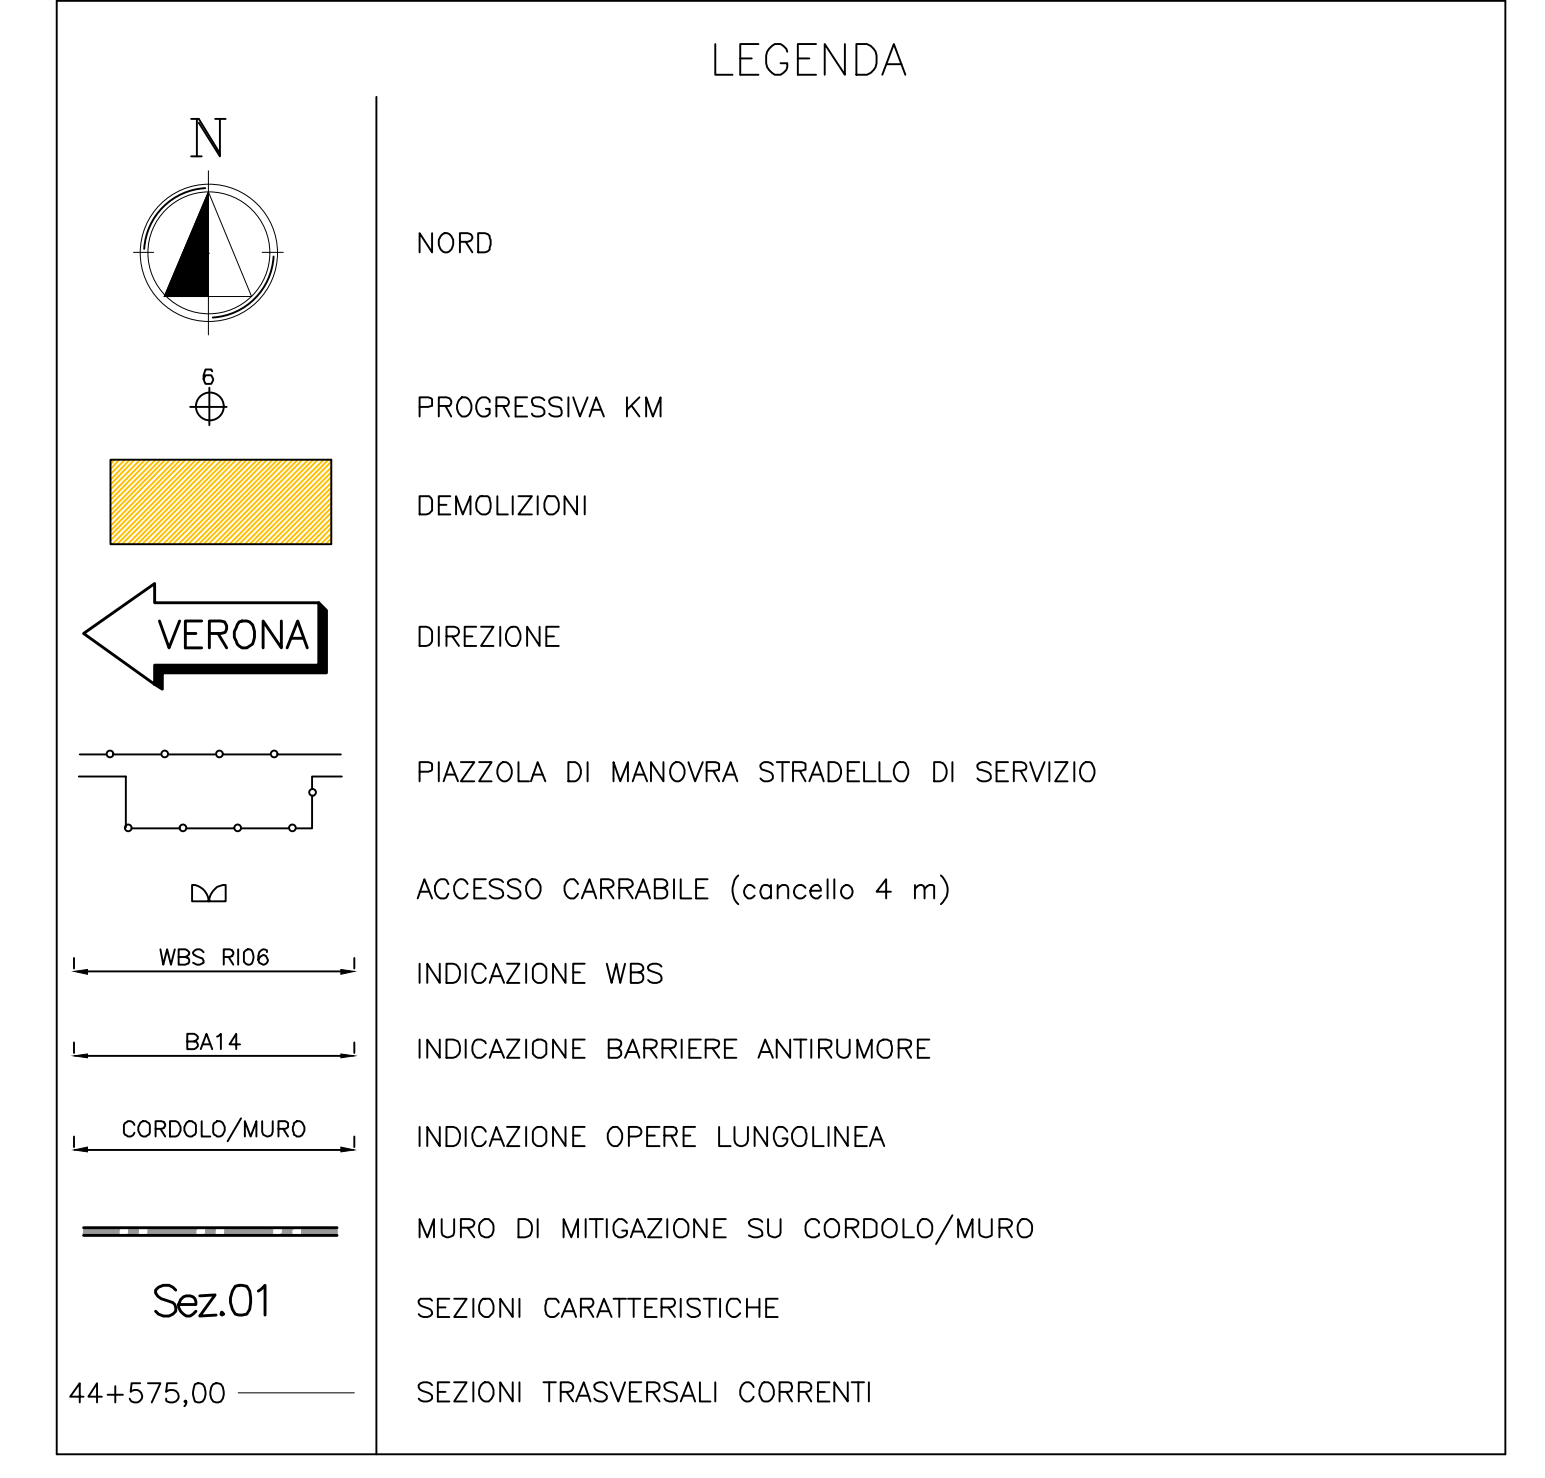 LEGENDA
N
NORD
6
PROGRESSIVA KM
DEMOLIZIONI
VERONA
DIREZIONE
PIAZZOLA DI MANOVRA STRADELLO DI SERVIZIO
ACCESSO CARRABILE (cancello 4 m)
WBS RI06
INDICAZIONE WBS
BA14
INDICAZIONE BARRIERE ANTIRUMORE
CORDOLO/MURO
INDICAZIONE OPERE LUNGOLINEA
MURO DI MITIGAZIONE SU CORDOLO/MURO
Sez.01
SEZIONI CARATTERISTICHE
44+575,00
SEZIONI TRASVERSALI CORRENTI